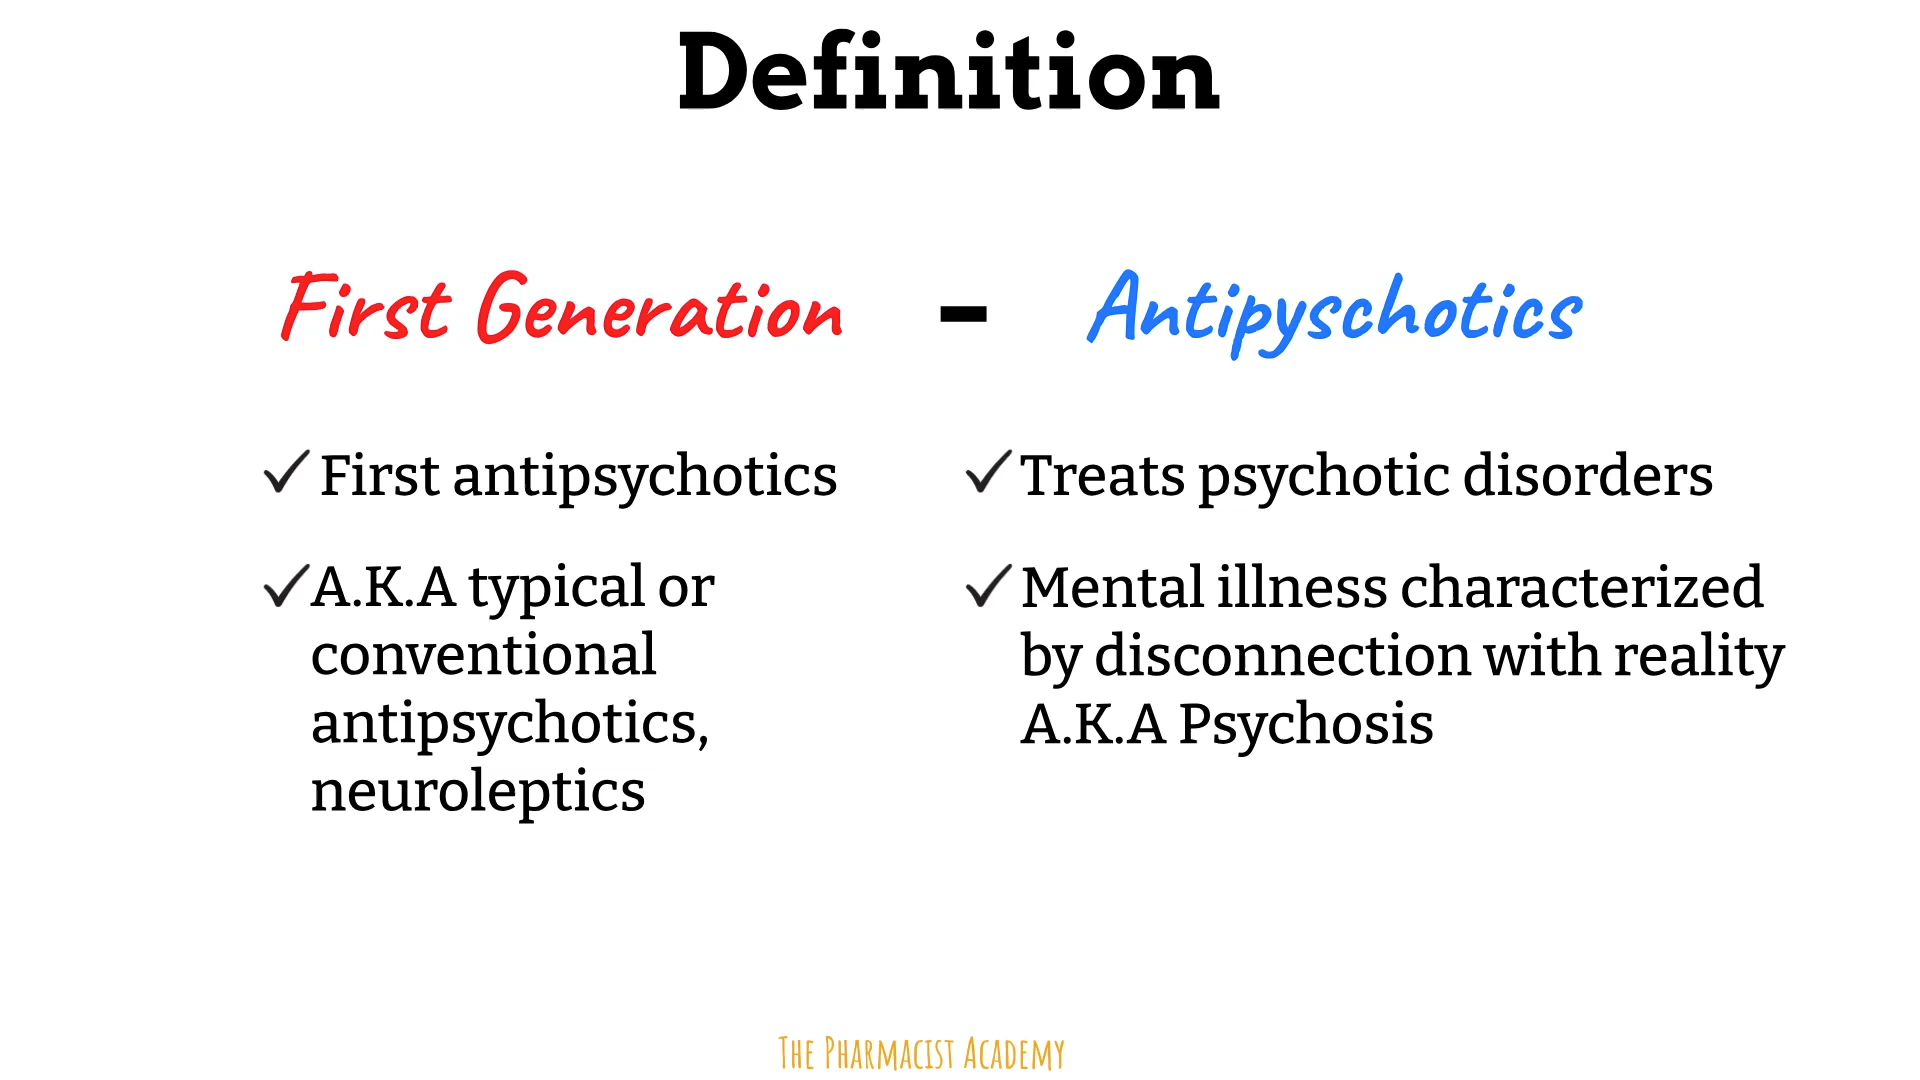 Definition
First Generation - Antipyschotics
✓ First antipsychotics
✓ A.K.A typical or
conventional
antipsychotics,
neuroleptics
✓ Treats psychotic disorders
✓ Mental illness characterized
by disconnection with reality
A.K.A Psychosis
The Pharmacist Academy